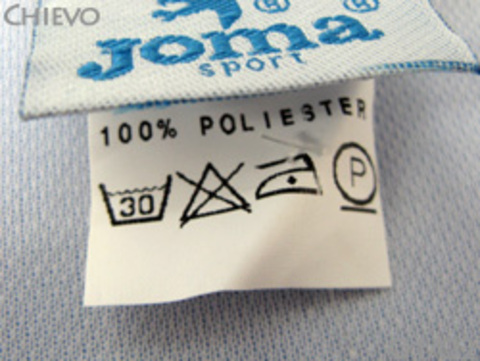 CHIEVO
® ®
Joma
sport
100% POLIESTER
30
P